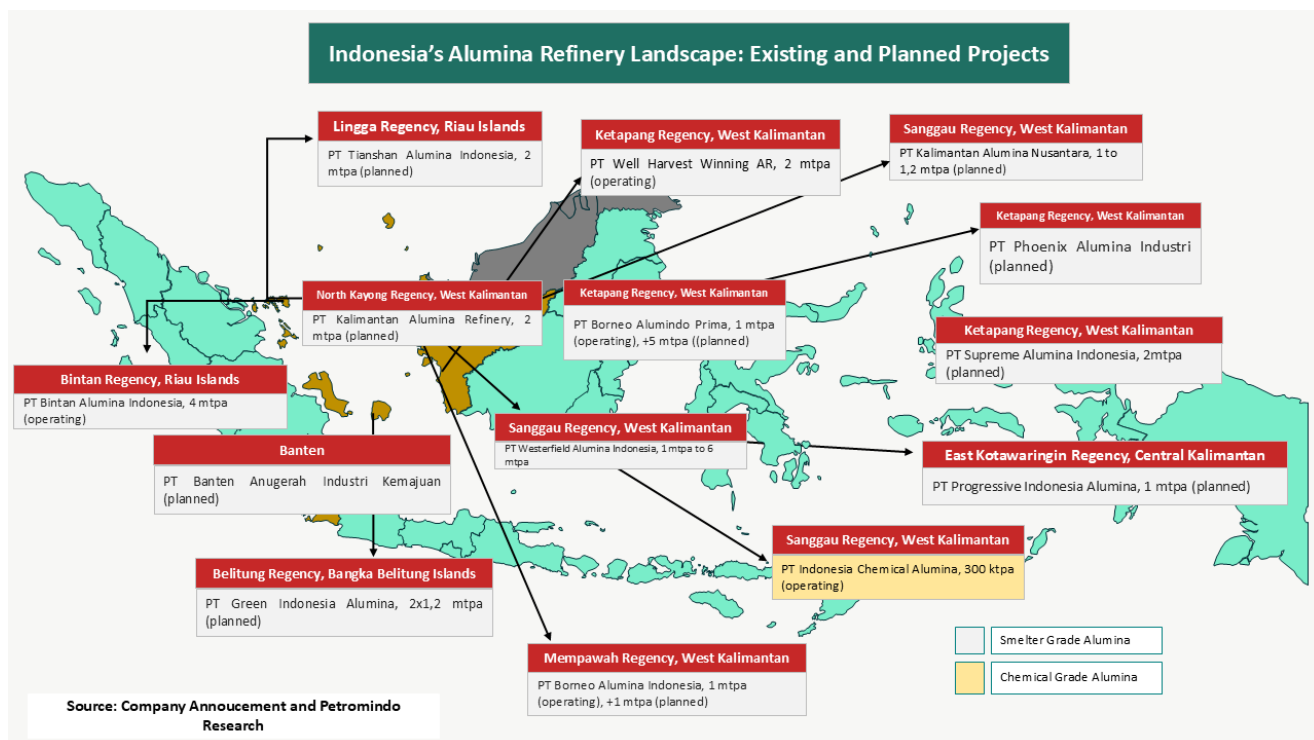 Indonesia's Alumina Refinery Landscape: Existing and Planned Projects
Lingga Regency, Riau Islands
PT Tianshan Alumina Indonesia, 2
mtpa (planned)
Ketapang Regency, West Kalimantan
PT Well Harvest Winning AR, 2 mtpa
(operating)
Sanggau Regency, West Kalimantan
PT Kalimantan Alumina Nusantara, 1 to
1,2 mtpa (planned)
Ketapang Regency, West Kalimantan
PT Phoenix Alumina Industri
(planned)
North Kayong Regency, West Kalimantan
PT Kalimantan Alumina Refinery, 2
mtpa (planned)
Ketapang Regency, West Kalimantan
PT Borneo Alumindo Prima, 1 mtpa
(operating), +5 mtpa ((planned)
Ketapang Regency, West Kalimantan
PT Supreme Alumina Indonesia, 2mtpa
(planned)
Bintan Regency, Riau Islands
PT Bintan Alumina Indonesia, 4 mtpa
(operating)
Banten
PT Banten Anugerah Industri Kemajuan
(planned)
Sanggau Regency, West Kalimantan
PT Westerfield Alumina Indonesia, 1 mtpa to 6
mtpa
East Kotawaringin Regency, Central Kalimantan
PT Progressive Indonesia Alumina, 1 mtpa (planned)
Sanggau Regency, West Kalimantan
PT Indonesia Chemical Alumina, 300 ktpa
(operating)
Belitung Regency, Bangka Belitung Islands
PT Green Indonesia Alumina, 2x1,2 mtpa
(planned)
Mempawah Regency, West Kalimantan
PT Borneo Alumina Indonesia, 1 mtpa
(operating), +1 mtpa (planned)
Smelter Grade Alumina
Chemical Grade Alumina
Source: Company Annoucement and Petromindo
Research